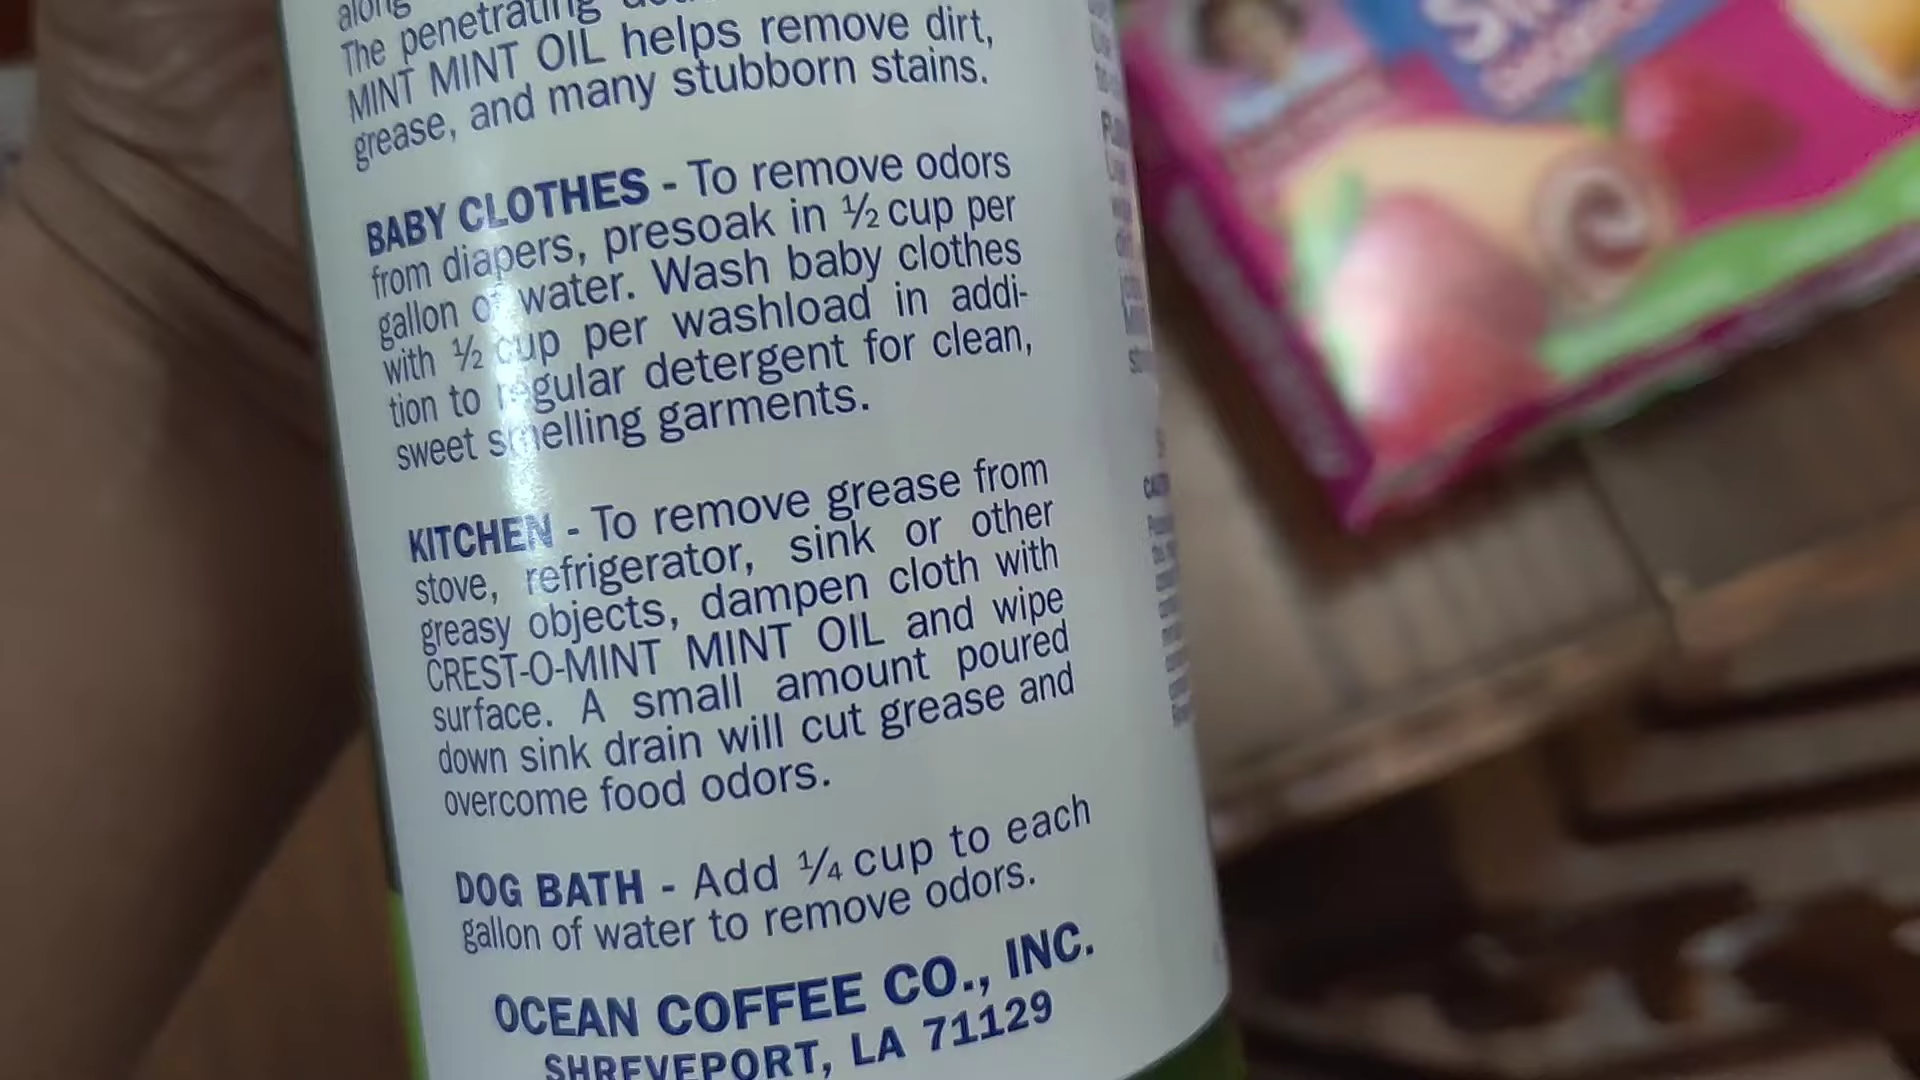 along
The penetrating
MINT MINT OIL helps remove dirt,
grease, and many stubborn stains.
BABY CLOTHES - To remove odors
from diapers, presoak in ½ cup per
gallon of water. Wash baby clothes
with ½ cup per washload in addi-
tion to regular detergent for clean,
sweet smelling garments.
KITCHEN - To remove grease from
stove, refrigerator, sink or other
greasy objects, dampen cloth with
CREST-O-MINT MINT OIL and wipe
surface. A small amount poured
down sink drain will cut grease and
overcome food odors.
DOG BATH - Add ¼ cup to each
gallon of water to remove odors.
OCEAN COFFEE CO., INC.
SHREVEPORT, LA 71129